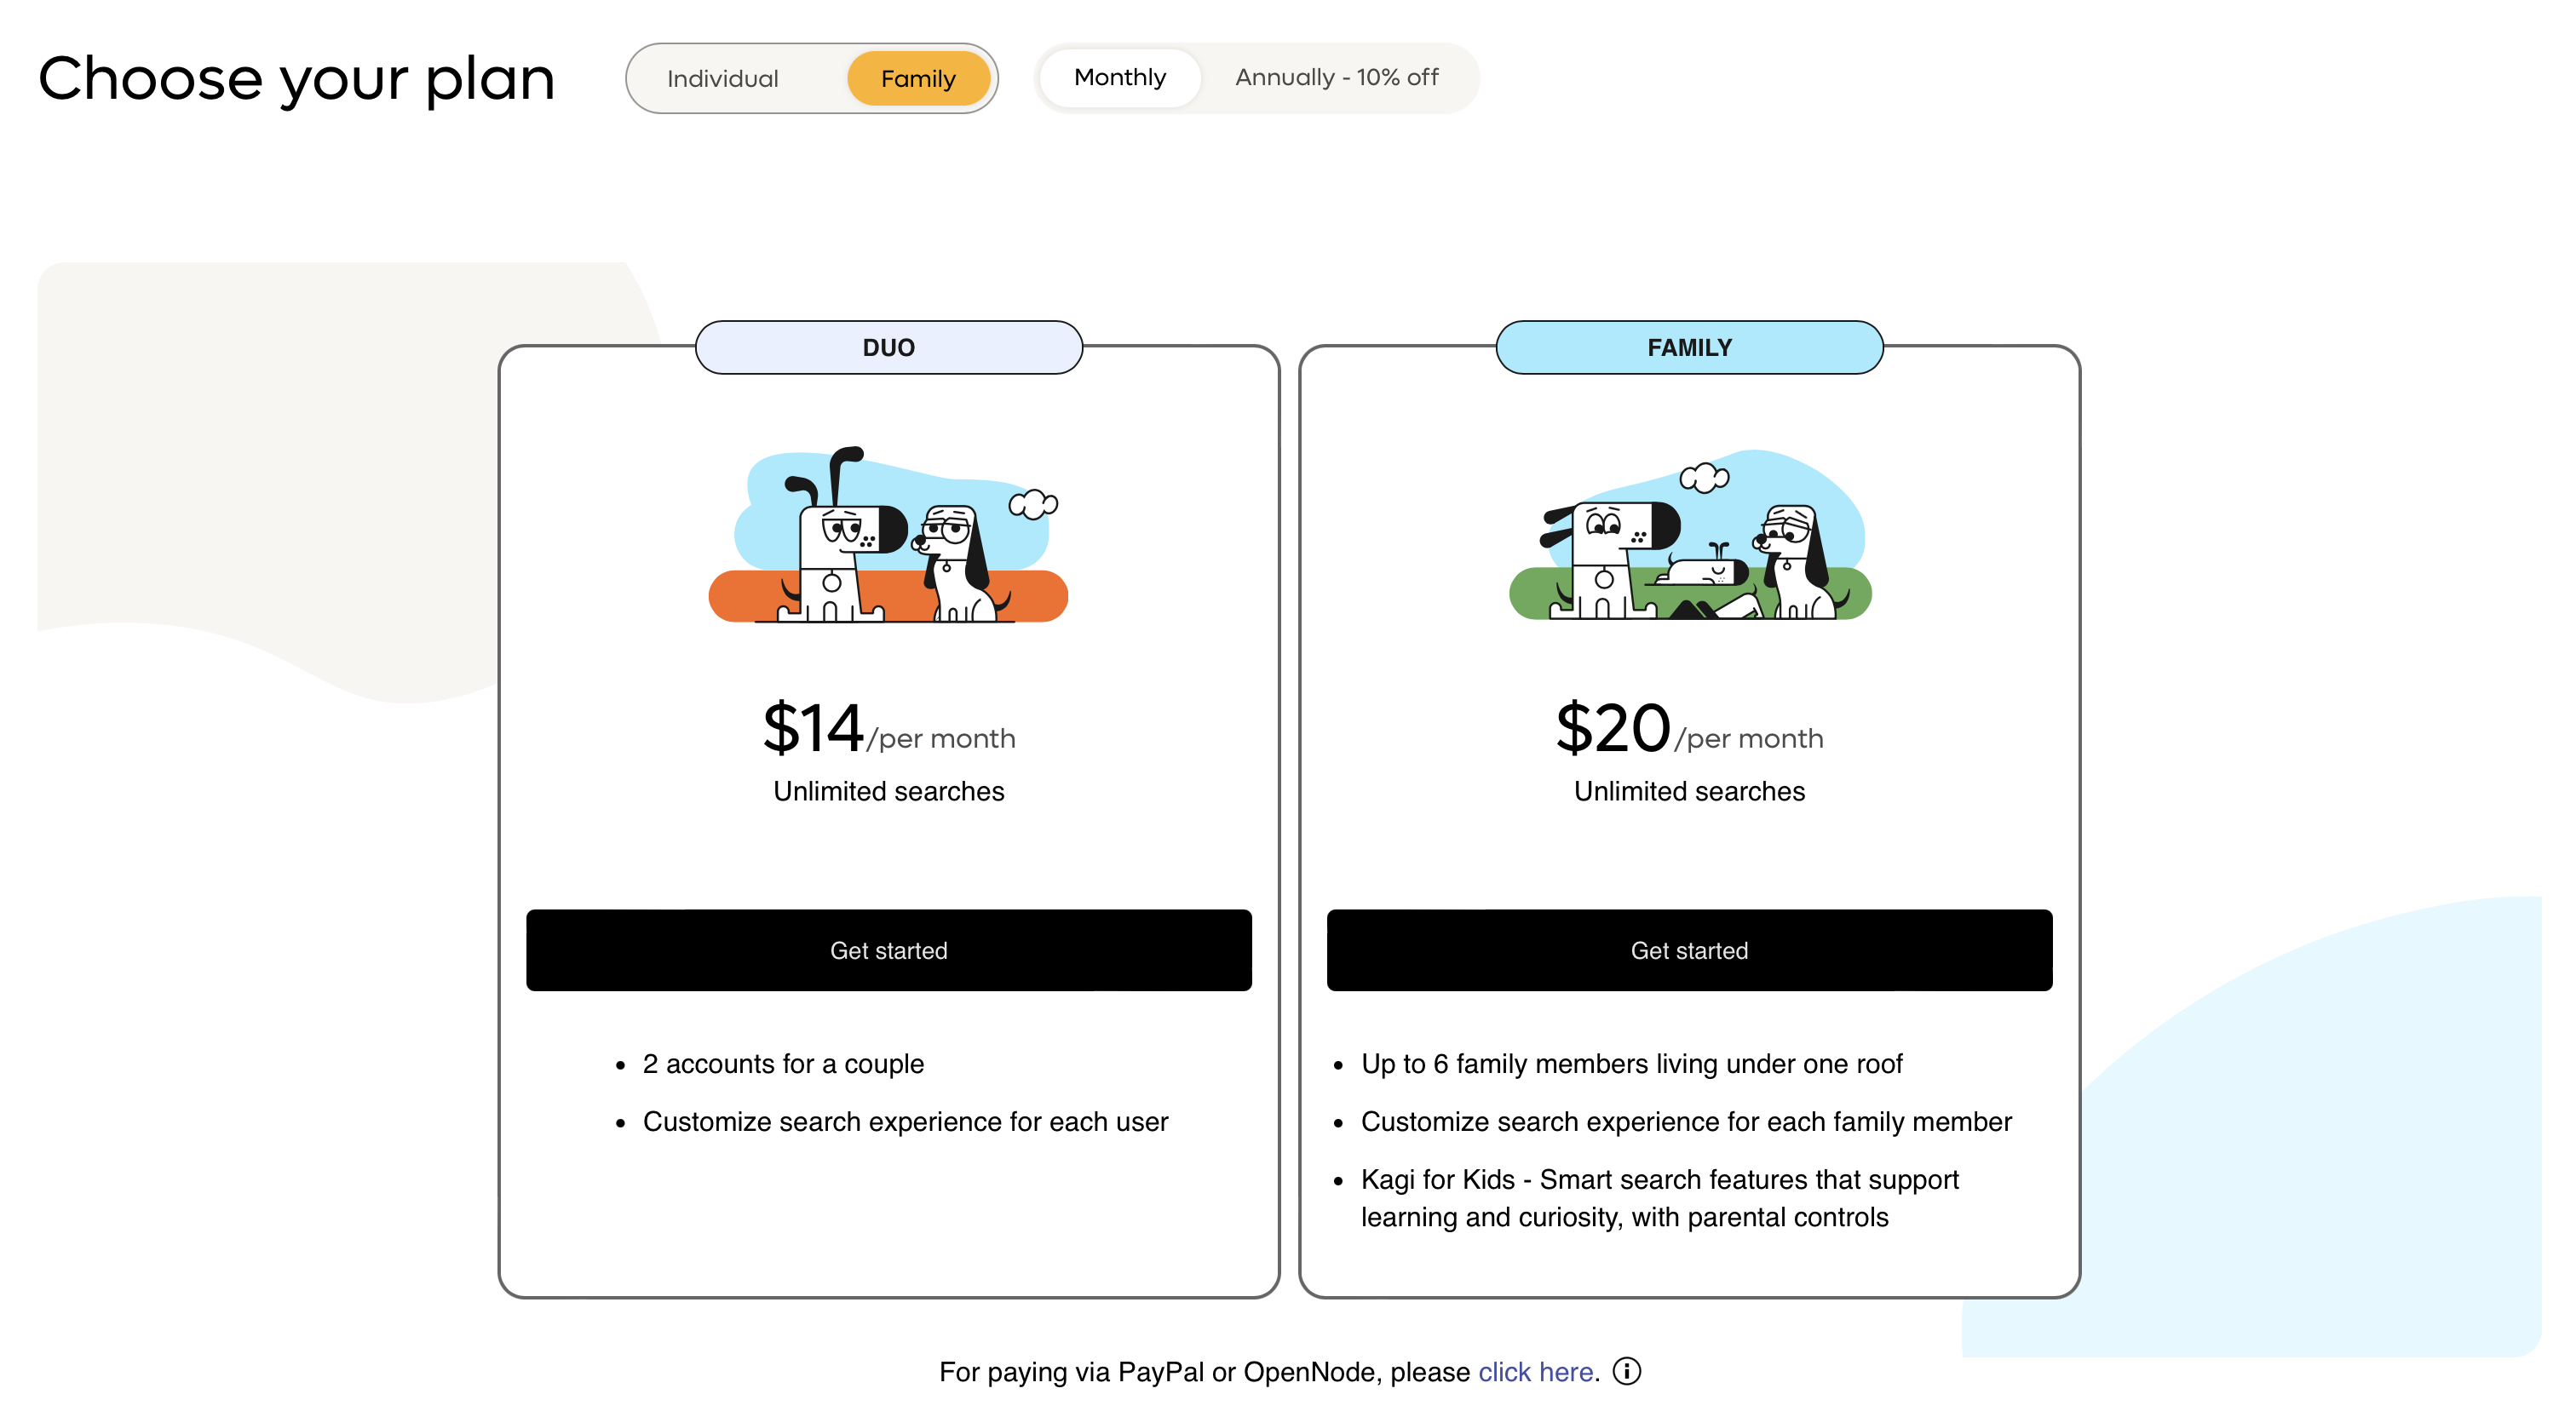 Choose your plan
Individual
Family
Monthly
Annually - 10% off
DUO
$14/per month
Unlimited searches
Get started
• 2 accounts for a couple
• Customize search experience for each user
FAMILY
$20/per month
Unlimited searches
Get started
• Up to 6 family members living under one roof
• Customize search experience for each family member
• Kagi for Kids - Smart search features that support
learning and curiosity, with parental controls
For paying via PayPal or OpenNode, please click here.